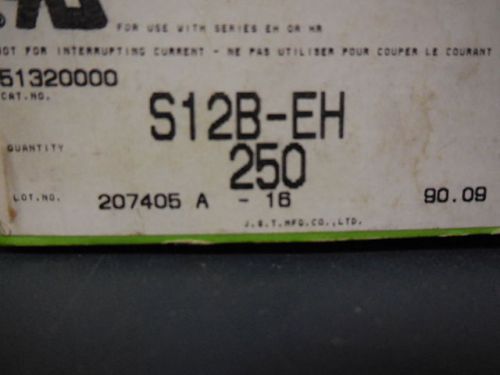 FOR USE WITH SERIES EH OR HR
NOT FOR INTERRUPTING CURRENT - NE PAS UTILISER POUR COUPER LE COURANT
51320000
CAT.NO.
S12B-EH
QUANTITY
250
LOT.NO.
207405 A - 16
90.09
J.S.T.MFG.CO.,LTD.